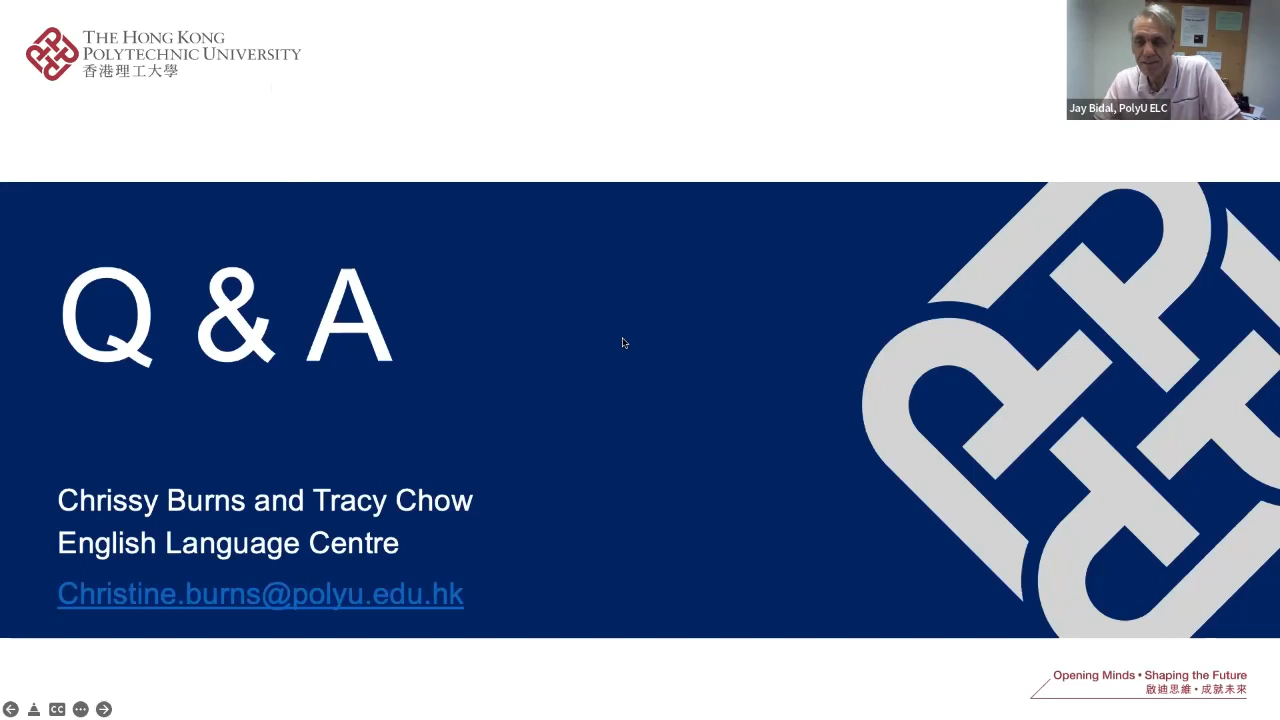 THE HONG KONG
POLYTECHNIC UNIVERSITY
香港理工大學
Jay Bidal, PolyU ELC
Q & A
Chrissy Burns and Tracy Chow
English Language Centre
Christine.burns@polyu.edu.hk
Opening Minds • Shaping the Future
啟迪思維 • 成就未來
CC